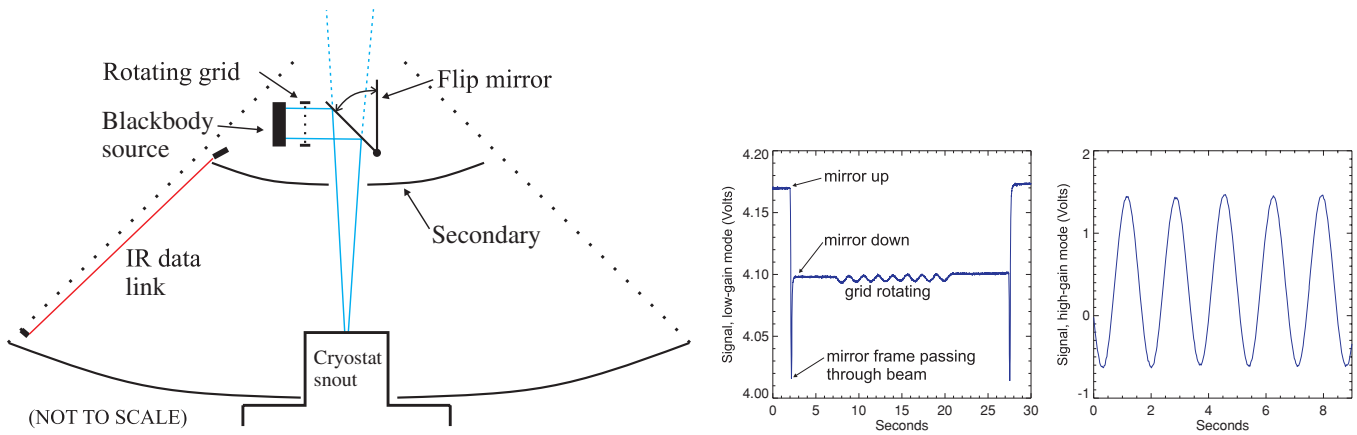 Rotating grid
Flip mirror
Blackbody
source
Secondary
IR data
link
Cryostat
snout
(NOT TO SCALE)
Signal, low-gain mode (Volts)
4.20
4.15
4.10
4.05
4.00
mirror up
mirror down
grid rotating
mirror frame passing
through beam
0 5 10 15 20 25 30
Seconds
Signal, high-gain mode (Volts)
2
1
0
-1
0 2 4 6 8
Seconds